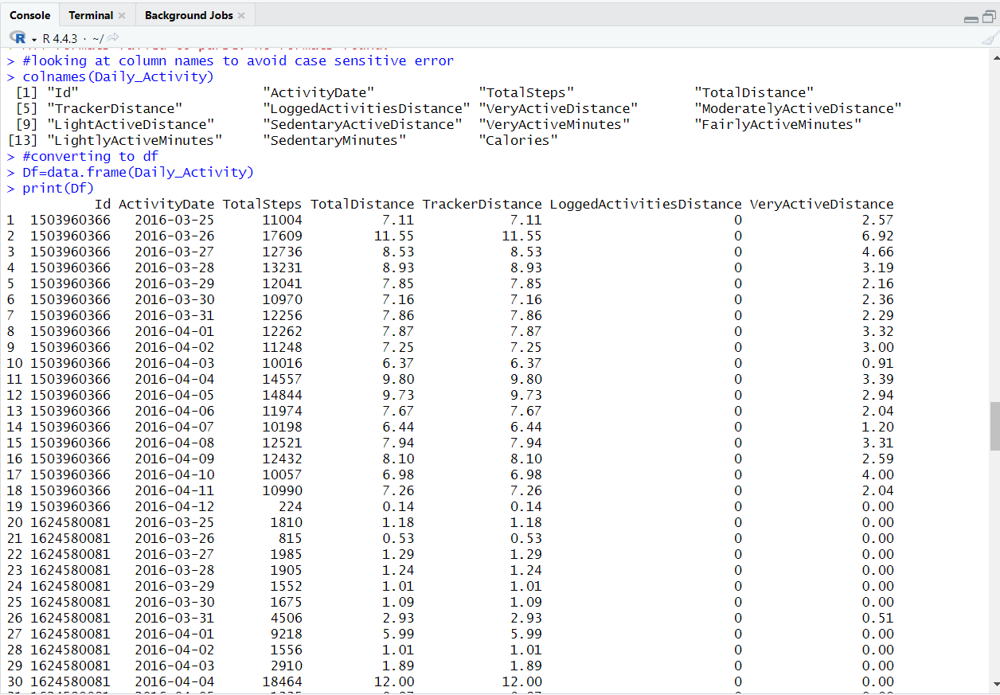 Console Terminal Background Jobs
R 4.4.3 · ~/
> #looking at column names to avoid case sensitive error
> colnames(Daily_Activity)
[1] "Id" "ActivityDate" "TotalSteps" "TotalDistance"
[5] "TrackerDistance" "LoggedActivitiesDistance" "VeryActiveDistance" "ModeratelyActiveDistance"
[9] "LightActiveDistance" "SedentaryActiveDistance" "VeryActiveMinutes" "FairlyActiveMinutes"
[13] "LightlyActiveMinutes" "SedentaryMinutes" "Calories"
> #converting to df
> Df=data.frame(Daily_Activity)
> print(Df)
Id ActivityDate TotalSteps TotalDistance TrackerDistance LoggedActivitiesDistance VeryActiveDistance
1 1503960366 2016-03-25 11004 7.11 7.11 0 2.57
2 1503960366 2016-03-26 17609 11.55 11.55 0 6.92
3 1503960366 2016-03-27 12736 8.53 8.53 0 4.66
4 1503960366 2016-03-28 13231 8.93 8.93 0 3.19
5 1503960366 2016-03-29 12041 7.85 7.85 0 2.16
6 1503960366 2016-03-30 10970 7.16 7.16 0 2.36
7 1503960366 2016-03-31 12256 7.86 7.86 0 2.29
8 1503960366 2016-04-01 12262 7.87 7.87 0 3.32
9 1503960366 2016-04-02 11248 7.25 7.25 0 3.00
10 1503960366 2016-04-03 10016 6.37 6.37 0 0.91
11 1503960366 2016-04-04 14557 9.80 9.80 0 3.39
12 1503960366 2016-04-05 14844 9.73 9.73 0 2.94
13 1503960366 2016-04-06 11974 7.67 7.67 0 2.04
14 1503960366 2016-04-07 10198 6.44 6.44 0 1.20
15 1503960366 2016-04-08 12521 7.94 7.94 0 3.31
16 1503960366 2016-04-09 12432 8.10 8.10 0 2.59
17 1503960366 2016-04-10 10057 6.98 6.98 0 4.00
18 1503960366 2016-04-11 10990 7.26 7.26 0 2.04
19 1503960366 2016-04-12 224 0.14 0.14 0 0.00
20 1624580081 2016-03-25 1810 1.18 1.18 0 0.00
21 1624580081 2016-03-26 815 0.53 0.53 0 0.00
22 1624580081 2016-03-27 1985 1.29 1.29 0 0.00
23 1624580081 2016-03-28 1905 1.24 1.24 0 0.00
24 1624580081 2016-03-29 1552 1.01 1.01 0 0.00
25 1624580081 2016-03-30 1675 1.09 1.09 0 0.00
26 1624580081 2016-03-31 4506 2.93 2.93 0 0.51
27 1624580081 2016-04-01 9218 5.99 5.99 0 0.00
28 1624580081 2016-04-02 1556 1.01 1.01 0 0.00
29 1624580081 2016-04-03 2910 1.89 1.89 0 0.00
30 1624580081 2016-04-04 18464 12.00 12.00 0 0.00